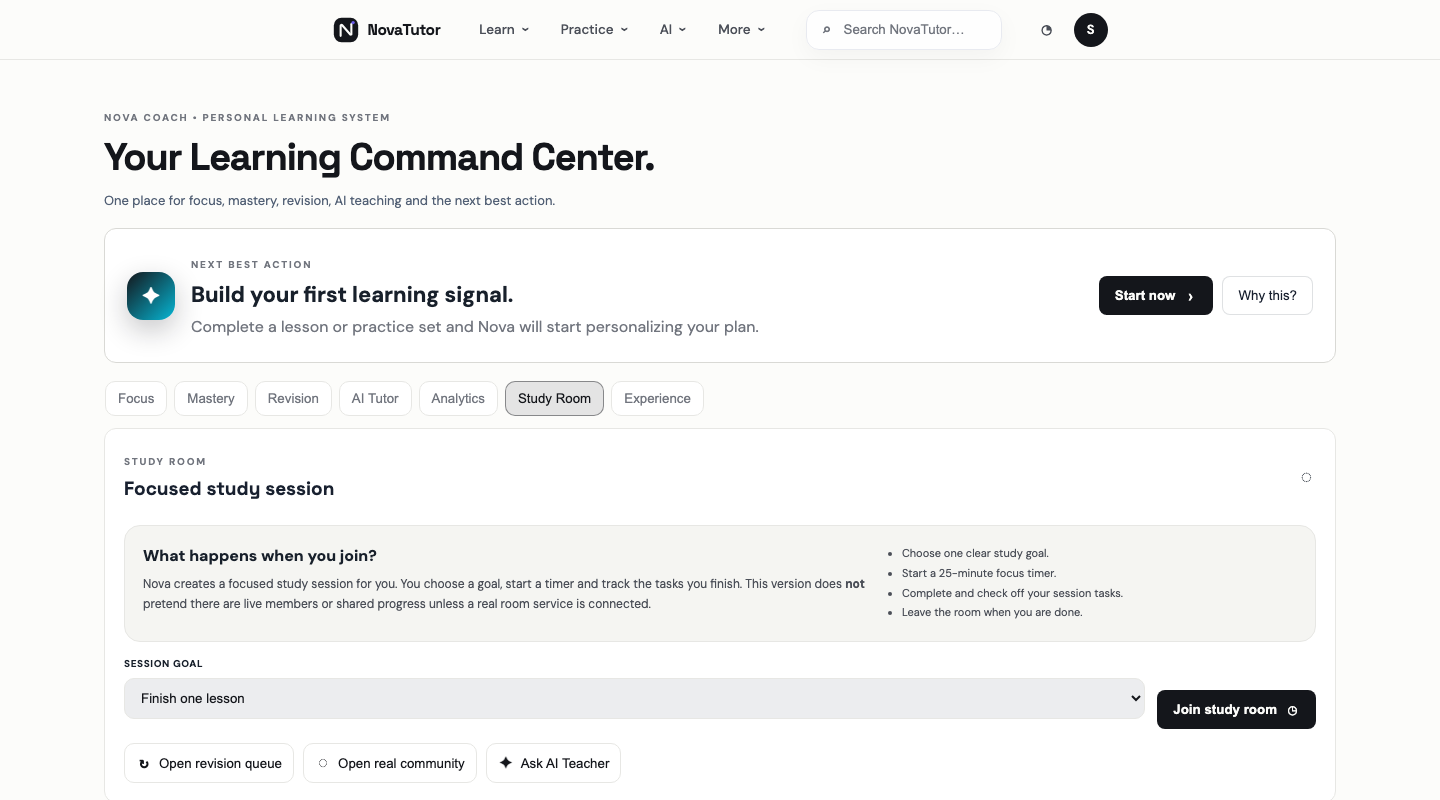 NovaTutor
Learn
Practice
AI
More
Search NovaTutor...
S
NOVA COACH • PERSONAL LEARNING SYSTEM
Your Learning Command Center.
One place for focus, mastery, revision, AI teaching and the next best action.
NEXT BEST ACTION
Build your first learning signal.
Complete a lesson or practice set and Nova will start personalizing your plan.
Start now ›
Why this?
Focus
Mastery
Revision
AI Tutor
Analytics
Study Room
Experience
STUDY ROOM
Focused study session
What happens when you join?
Nova creates a focused study session for you. You choose a goal, start a timer and track the tasks you finish. This version does not
pretend there are live members or shared progress unless a real room service is connected.
• Choose one clear study goal.
• Start a 25-minute focus timer.
• Complete and check off your session tasks.
• Leave the room when you are done.
SESSION GOAL
Finish one lesson
Join study room
Open revision queue
Open real community
Ask AI Teacher